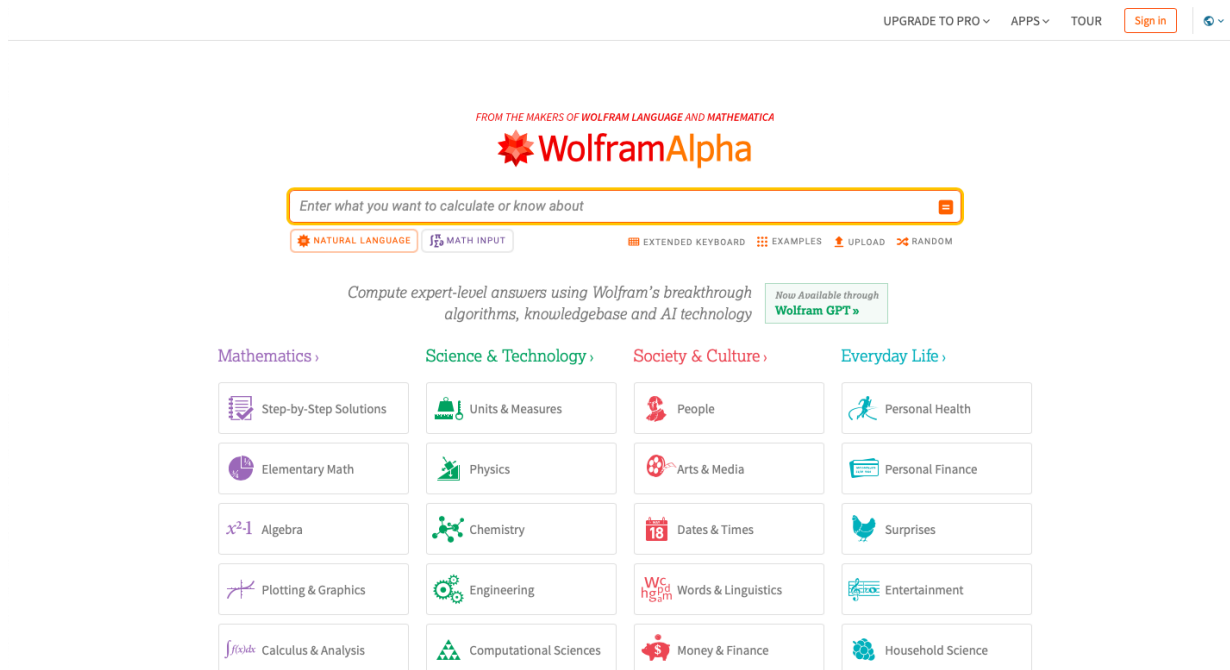 UPGRADE TO PRO APPS TOUR Sign in
FROM THE MAKERS OF WOLFRAM LANGUAGE AND MATHEMATICA
WolframAlpha
Enter what you want to calculate or know about
=
NATURAL LANGUAGE MATH INPUT EXTENDED KEYBOARD EXAMPLES UPLOAD RANDOM
Compute expert-level answers using Wolfram's breakthrough
algorithms, knowledgebase and AI technology
Now Available through
Wolfram GPT »
Mathematics › Science & Technology › Society & Culture › Everyday Life ›
Step-by-Step Solutions Units & Measures People Personal Health
Elementary Math Physics Arts & Media Personal Finance
x²-1 Algebra Chemistry 18 Dates & Times Surprises
Plotting & Graphics Engineering Words & Linguistics Entertainment
∫f(x)dx Calculus & Analysis Computational Sciences $ Money & Finance Household Science